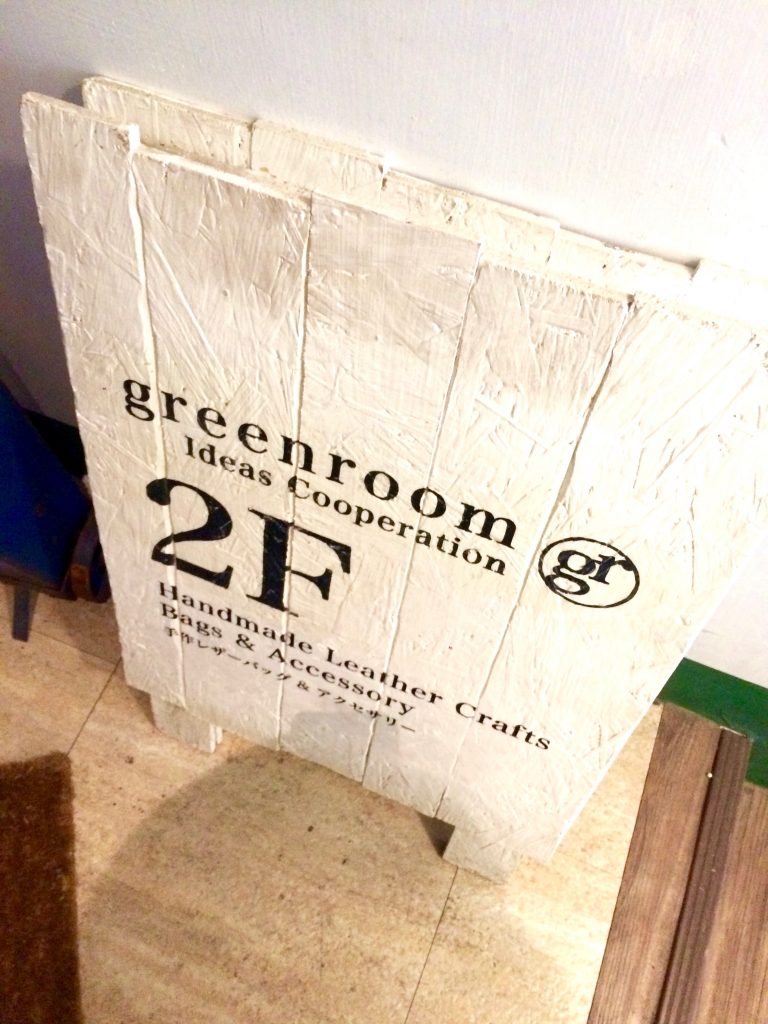 greenroom
Ideas Cooperation
gr
2F
Handmade Leather Crafts
Bags & Accessory
手作レザーバッグ & アクセサリー